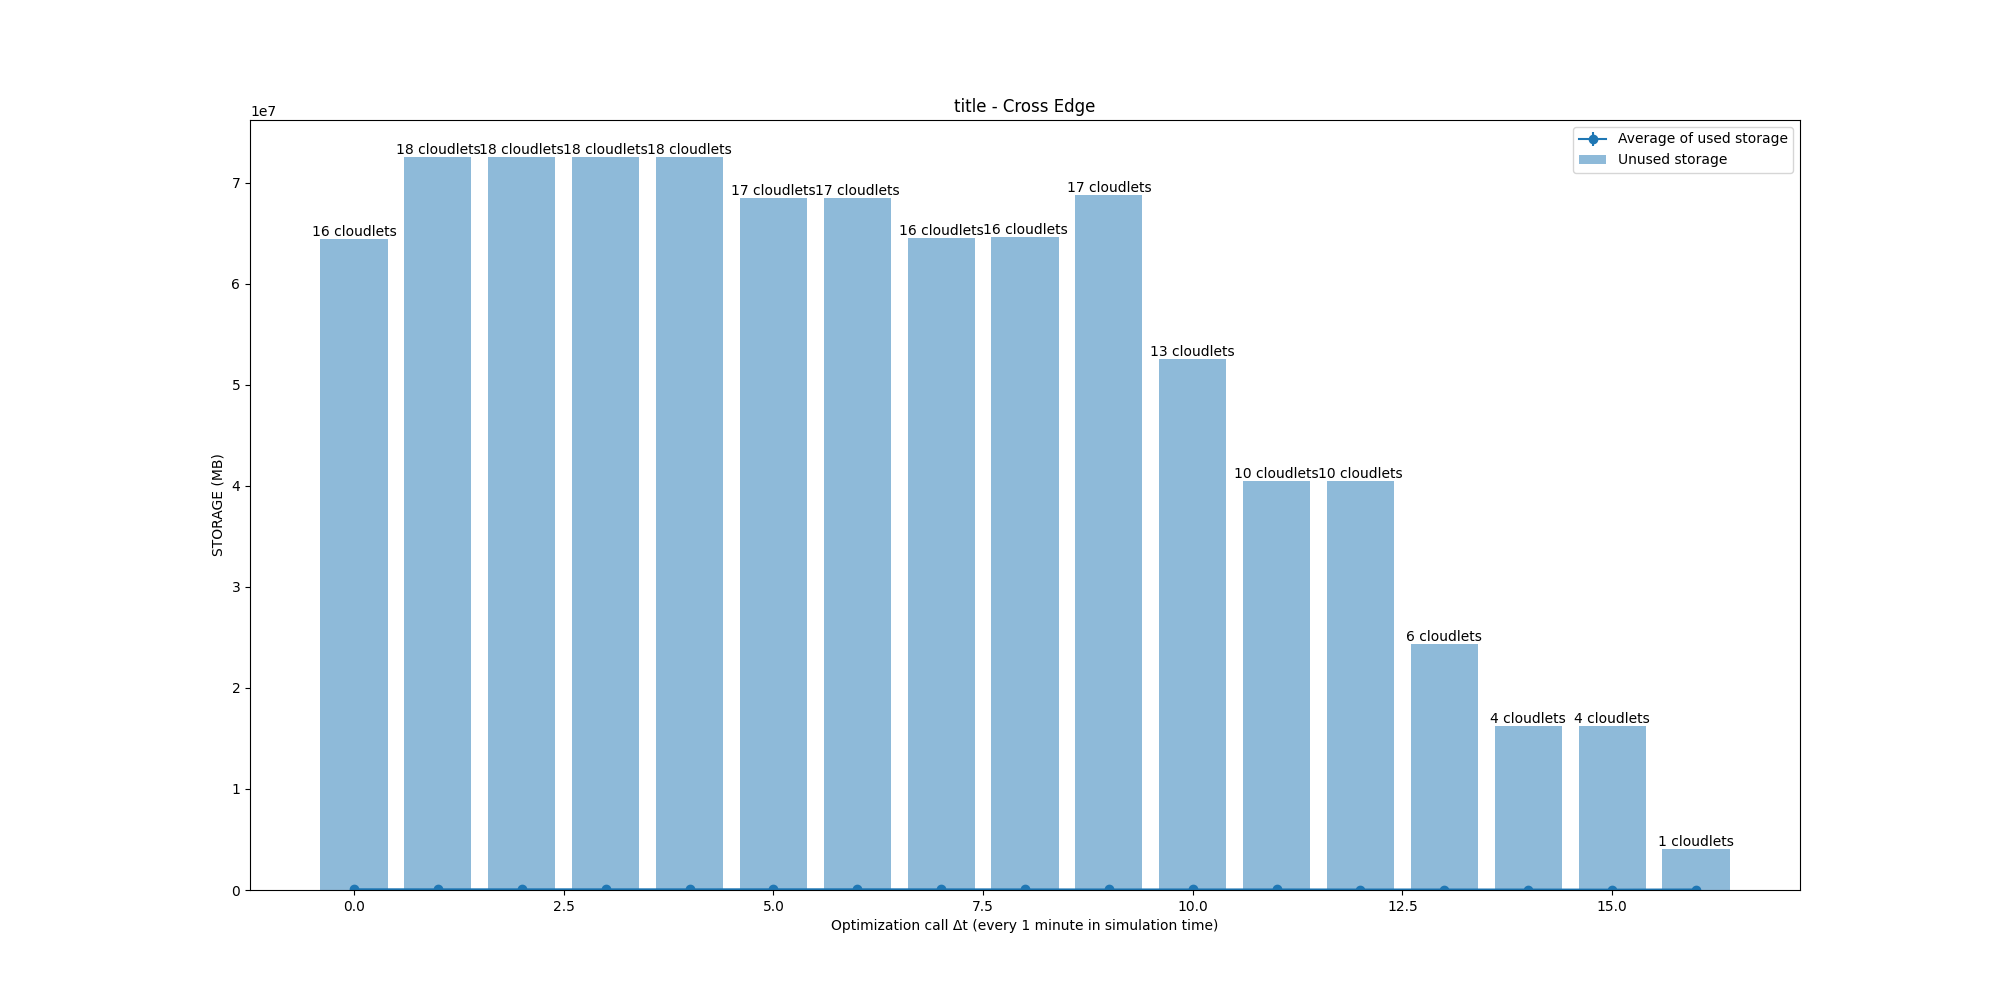 title - Cross Edge
1e7
Average of used storage
Unused storage
18 cloudlets
18 cloudlets
18 cloudlets
18 cloudlets
17 cloudlets
17 cloudlets
17 cloudlets
16 cloudlets
16 cloudlets
16 cloudlets
13 cloudlets
10 cloudlets
10 cloudlets
6 cloudlets
4 cloudlets
4 cloudlets
1 cloudlets
7
6
5
4
3
2
1
0
STORAGE (MB)
0.0
2.5
5.0
7.5
10.0
12.5
15.0
Optimization call Δt (every 1 minute in simulation time)